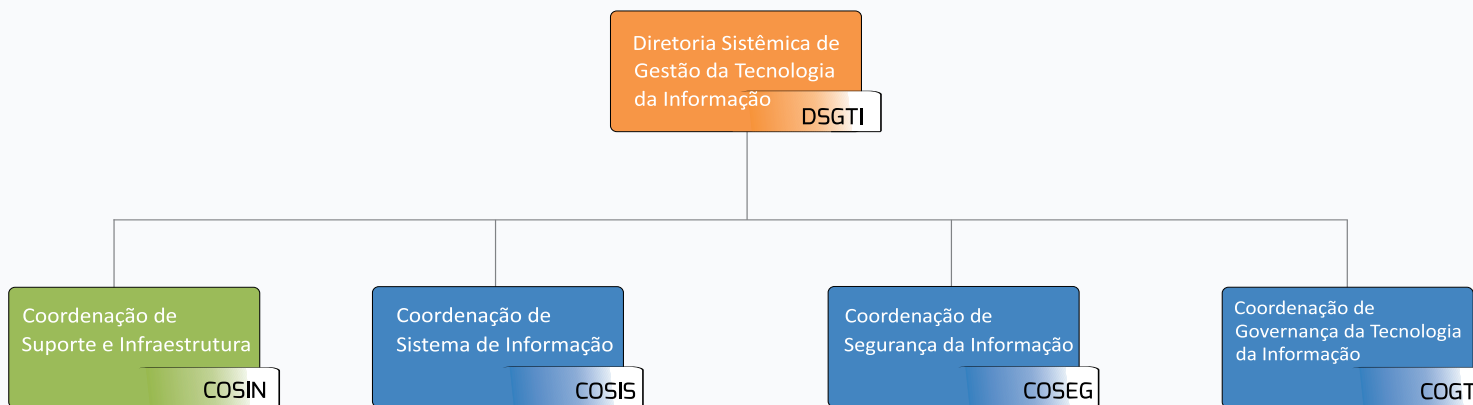 Diretoria Sistêmica de
Gestão da Tecnologia
da Informação
DSGTI
Coordenação de
Suporte e Infraestrutura
COSIN
Coordenação de
Sistema de Informação
COSIS
Coordenação de
Segurança da Informação
COSEG
Coordenação de
Governança da Tecnologia
da Informação
COGT